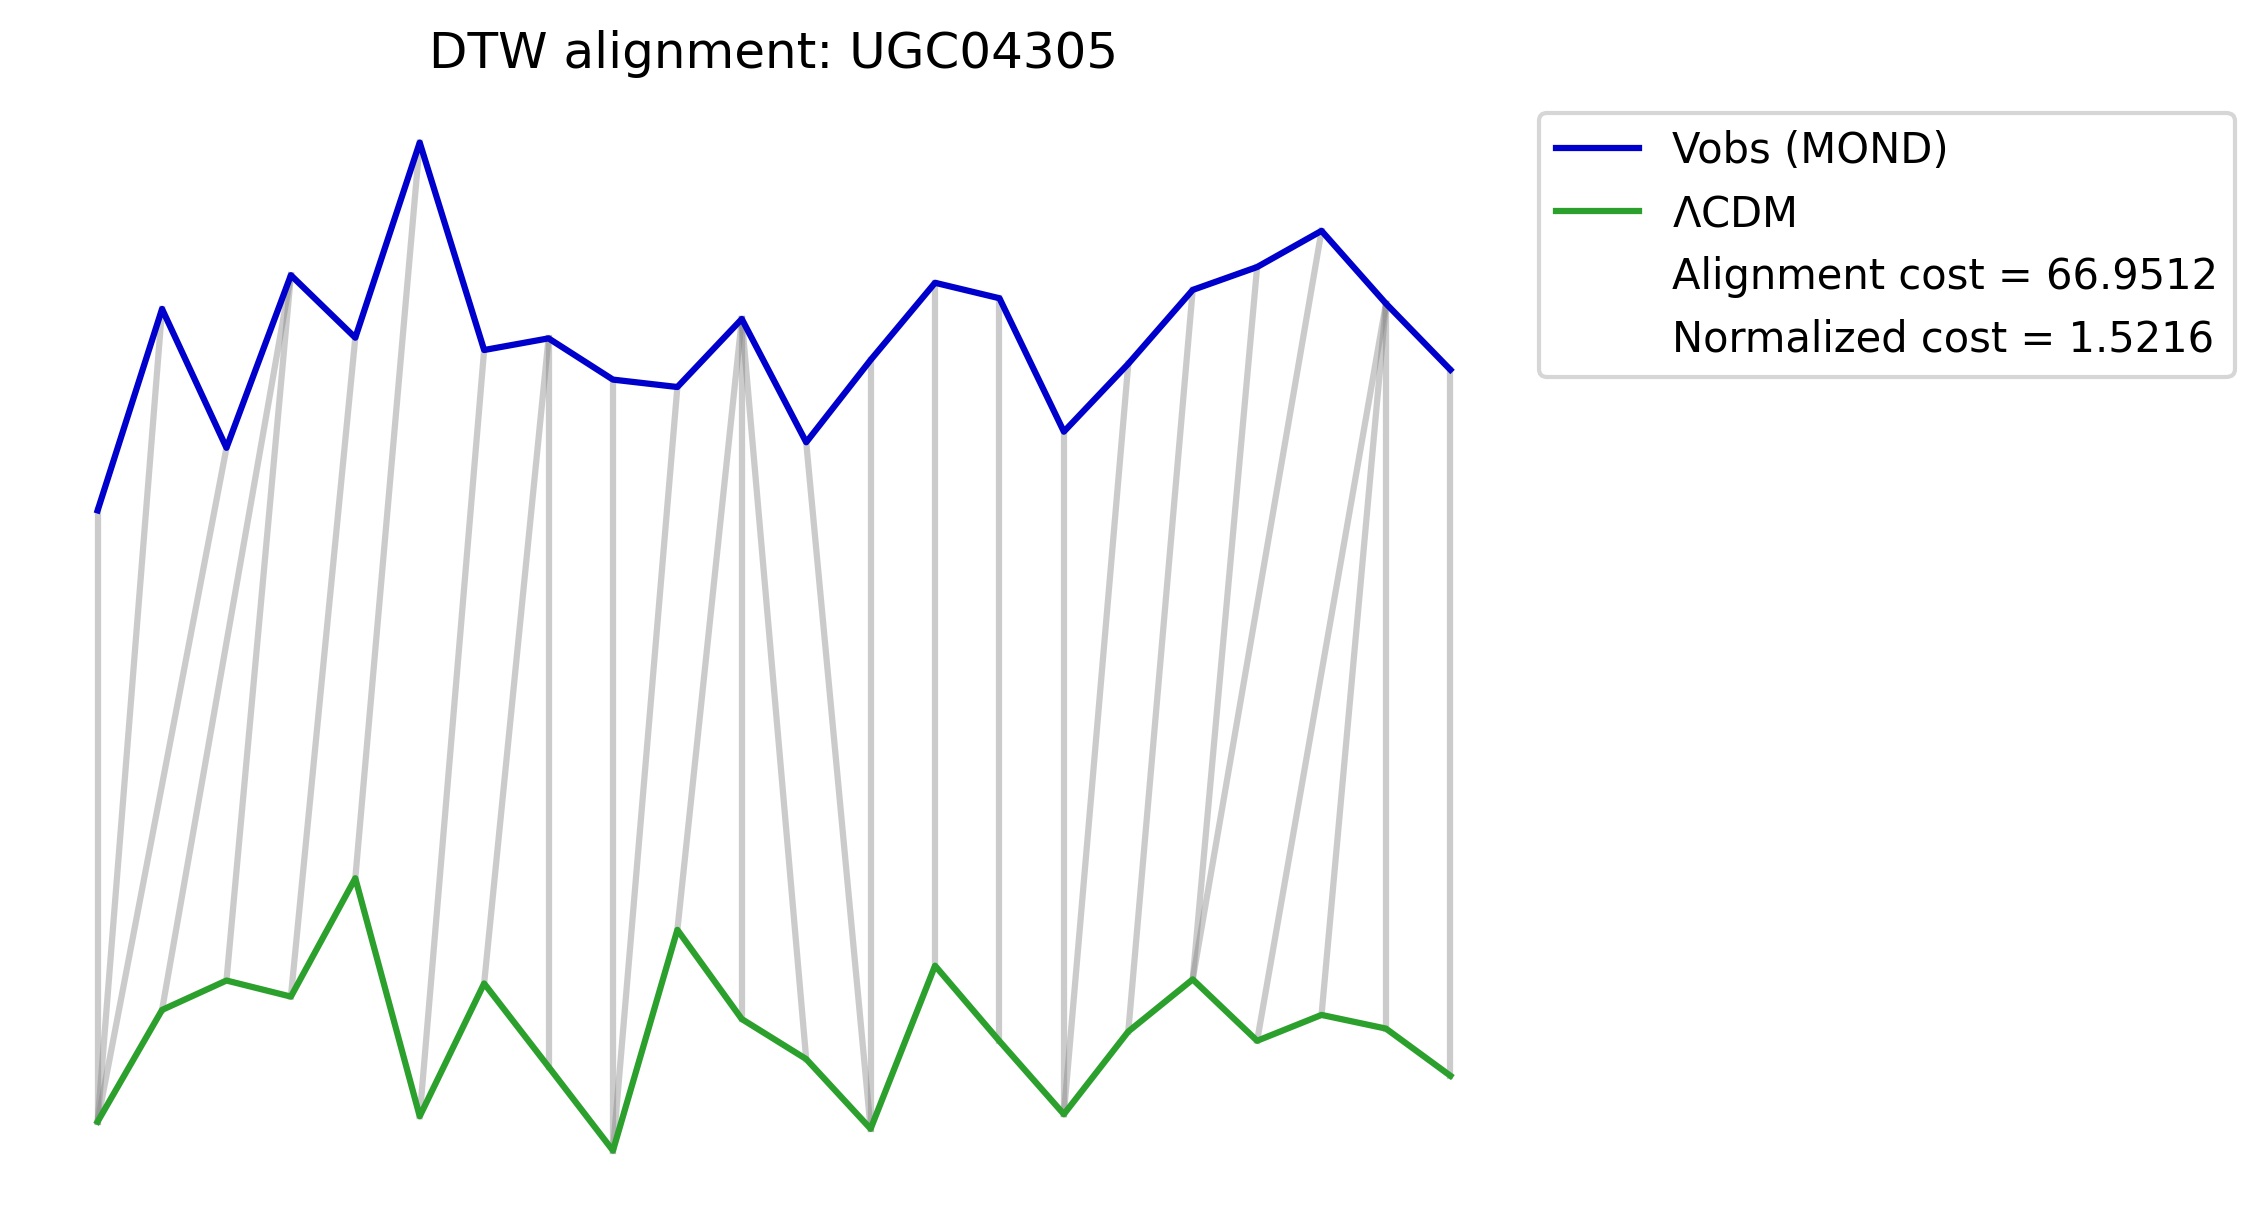 DTW alignment: UGC04305
Vobs (MOND)
ΛCDM
Alignment cost = 66.9512
Normalized cost = 1.5216